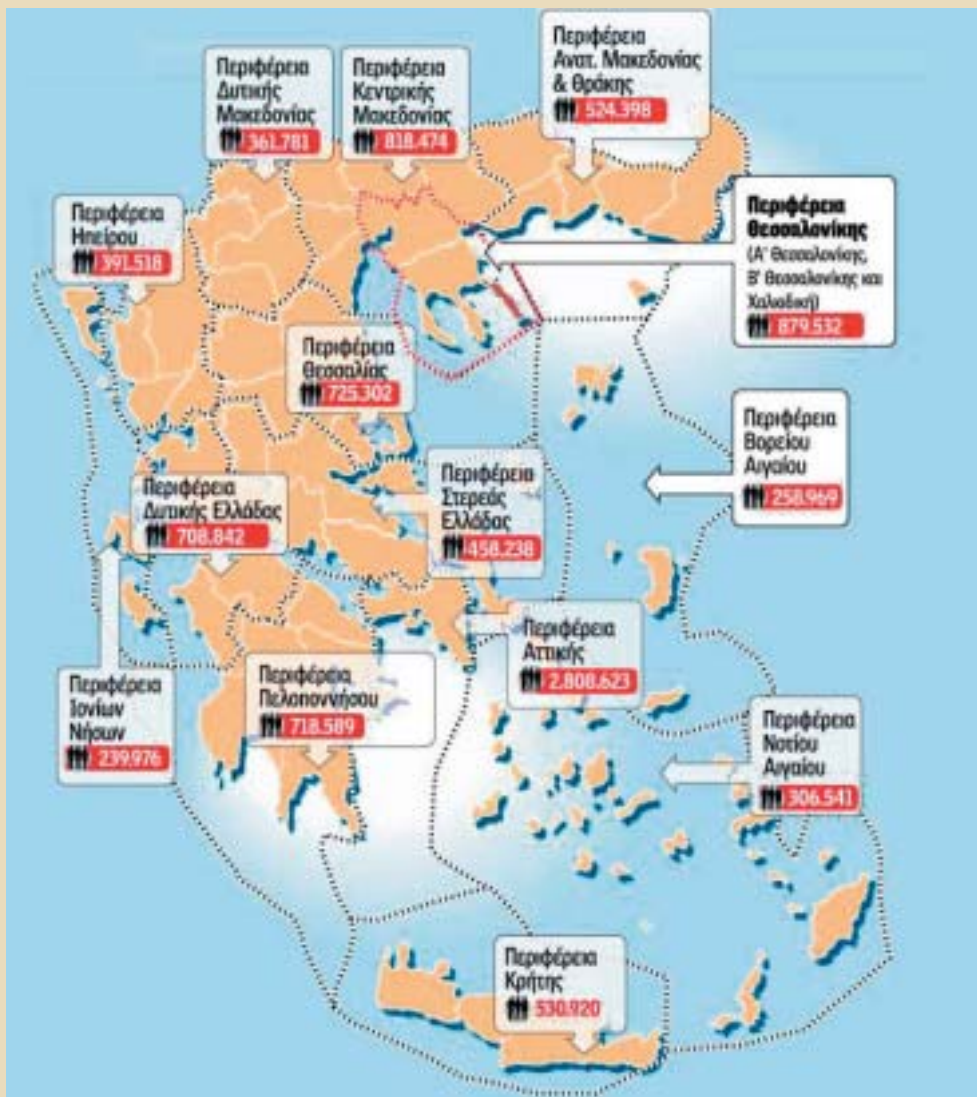 Περιφέρεια
Δυτικής
Μακεδονίας
361.781
Περιφέρεια
Κεντρικής
Μακεδονίας
818.474
Περιφέρεια
Ανατ. Μακεδονίας
& Θράκης
524.398
Περιφέρεια
Ηπείρου
391.518
Περιφέρεια
Θεσσαλονίκης
(Α' Θεσσαλονίκης,
Β' Θεσσαλονίκης και
Χαλκιδική)
879.532
Περιφέρεια
Θεσσαλίας
725.302
Περιφέρεια
Βορείου
Αιγαίου
258.969
Περιφέρεια
Δυτικής Ελλάδας
708.842
Περιφέρεια
Στερεάς
Ελλάδας
458.238
Περιφέρεια
Αττικής
2.808.623
Περιφέρεια
Πελοποννήσου
718.589
Περιφέρεια
Ιονίων
Νήσων
239.976
Περιφέρεια
Νοτίου
Αιγαίου
306.541
Περιφέρεια
Κρήτης
530.920